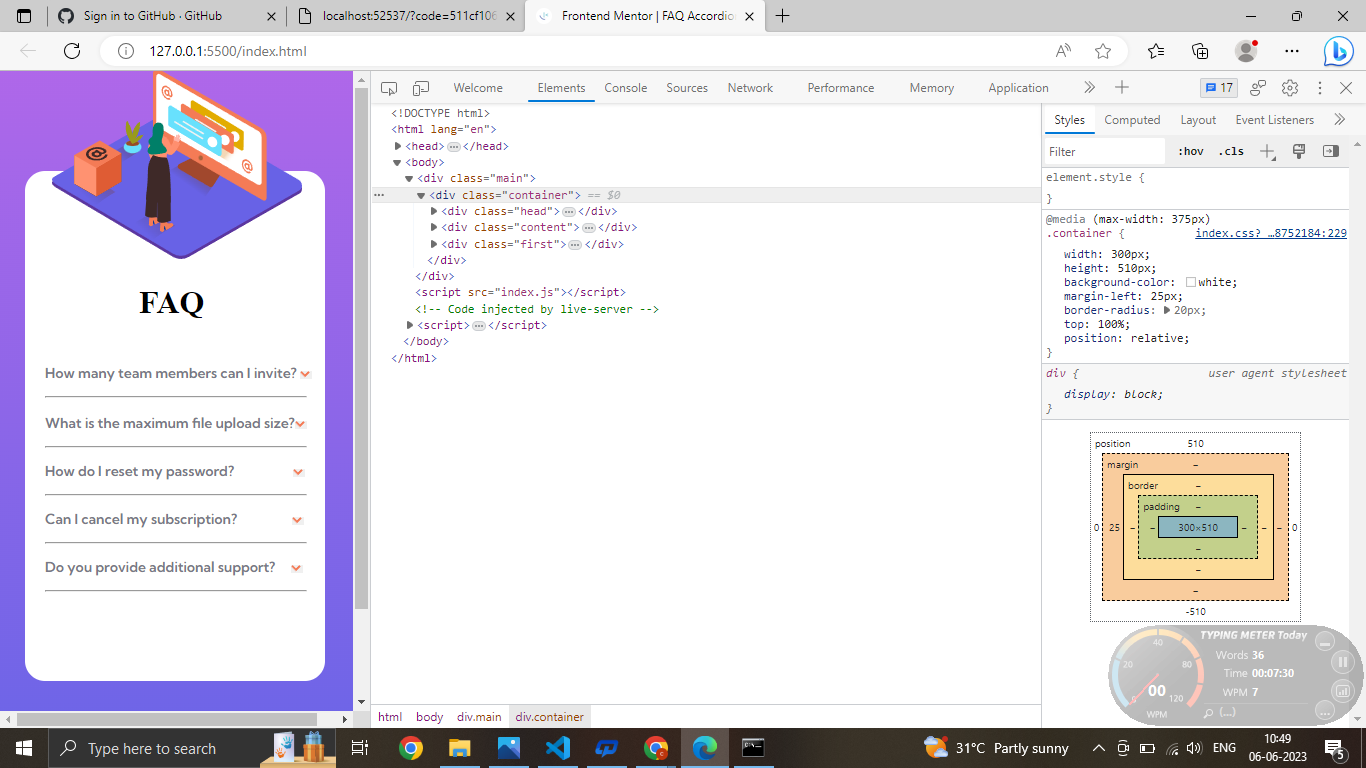 Sign in to GitHub · GitHub
localhost:52537/?code=511cf106
Frontend Mentor | FAQ Accordio
127.0.0.1:5500/index.html
Welcome
Elements
Console
Sources
Network
Performance
Memory
Application
17
@
@
@
FAQ
How many team members can I invite?
What is the maximum file upload size?
How do I reset my password?
Can I cancel my subscription?
Do you provide additional support?
<!DOCTYPE html>
<html lang="en">
<head>…</head>
<body>
<div class="main">
… <div class="container"> == $0
<div class="head">…</div>
<div class="content">…</div>
<div class="first">…</div>
</div>
</div>
<script src="index.js"></script>
<!-- Code injected by live-server -->
<script>…</script>
</body>
</html>
html body div.main div.container
Styles
Computed
Layout
Event Listeners
Filter
:hov
.cls
element.style {
}
@media (max-width: 375px)
.container { index.css?_…8752184:229
width: 300px;
height: 510px;
background-color: white;
margin-left: 25px;
border-radius: 20px;
top: 100%;
position: relative;
}
div { user agent stylesheet
display: block;
}
position 510
margin –
border –
padding –
0 25 – – 300×510 – – – 0
–
–
–
-510
TYPING METER Today
Words 36
Time 00:07:30
WPM 7
20
40
80
120
00
WPM
(...)
Type here to search
31°C Partly sunny
ENG
10:49
06-06-2023
5